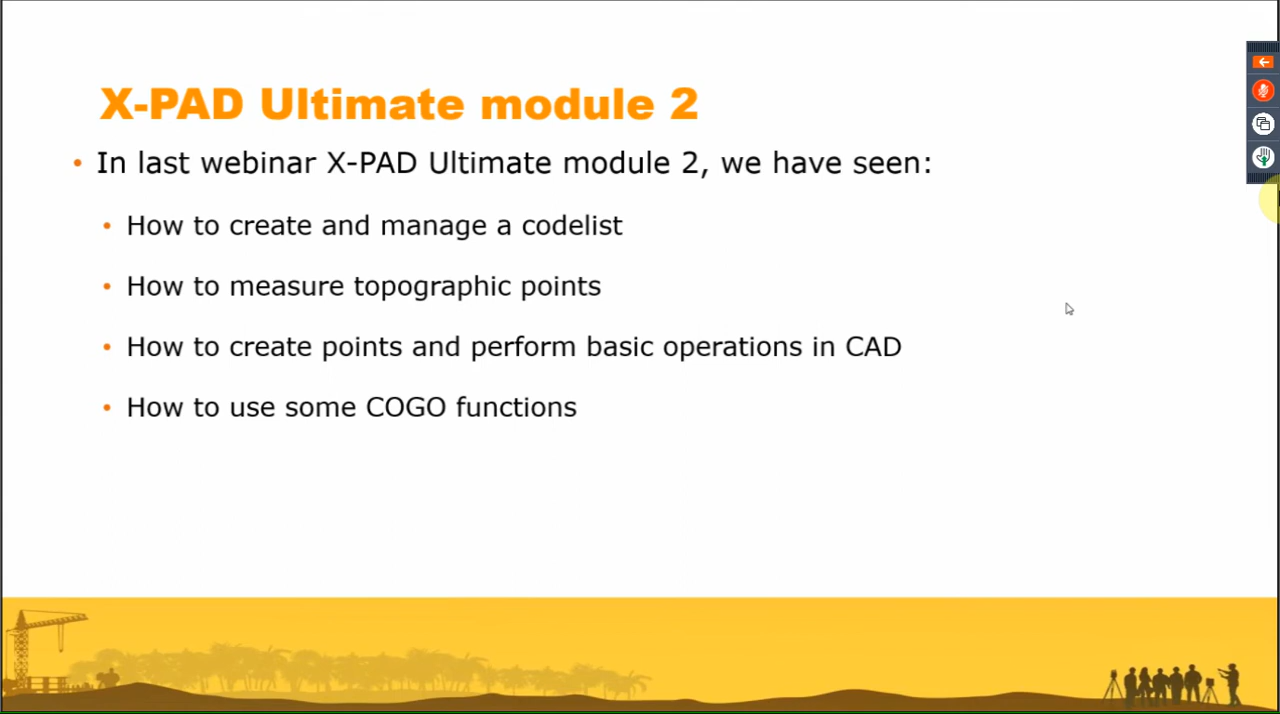 X-PAD Ultimate module 2
• In last webinar X-PAD Ultimate module 2, we have seen:
• How to create and manage a codelist
• How to measure topographic points
• How to create points and perform basic operations in CAD
• How to use some COGO functions